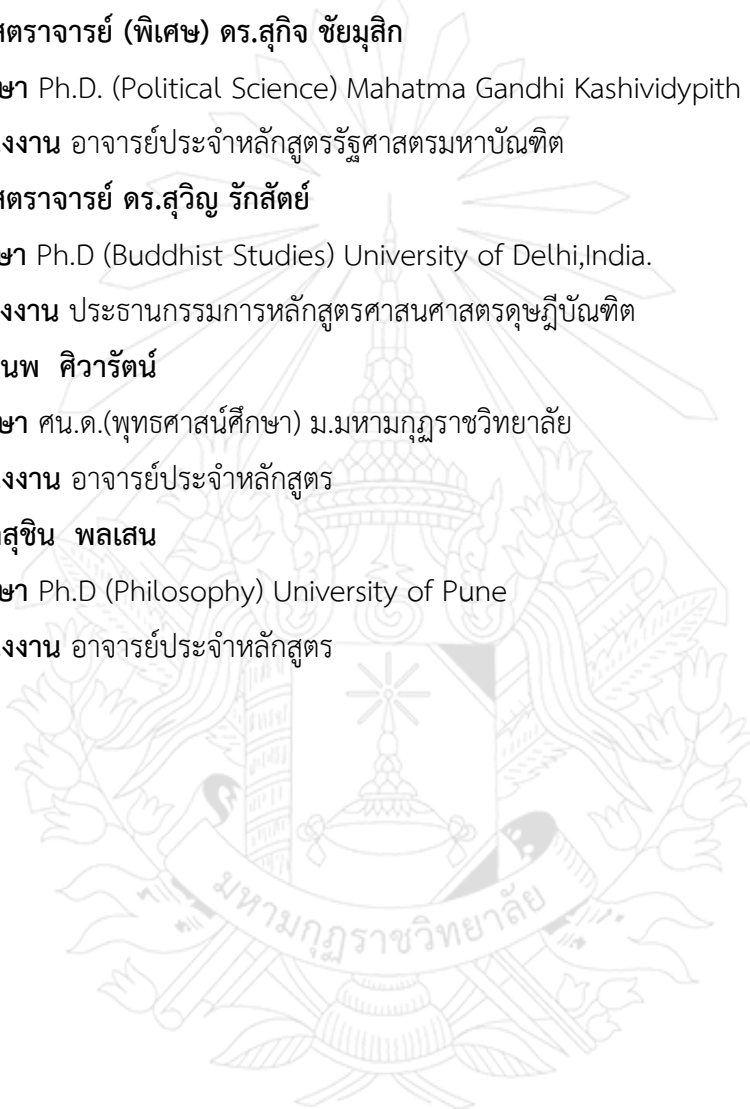 สตราจารย์ (พิเศษ) ดร.สุกิจ ชัยมุสิก
ษา Ph.D. (Political Science) Mahatma Gandhi Kashividypith
งงาน อาจารย์ประจำหลักสูตรรัฐศาสตรมหาบัณฑิต
สตราจารย์ ดร.สุวิญ รักสัตย์
ษา Ph.D (Buddhist Studies) University of Delhi,India.
งงาน ประธานกรรมการหลักสูตรศาสนศาสตรดุษฎีบัณฑิต
นพ ศิวารัตน์
ษา ศน.ด.(พุทธศาสน์ศึกษา) ม.มหามกุฏราชวิทยาลัย
งงาน อาจารย์ประจำหลักสูตร
สุชิน พลเสน
ษา Ph.D (Philosophy) University of Pune
งงาน อาจารย์ประจำหลักสูตร
มหามกุฏราชวิทยาลัย